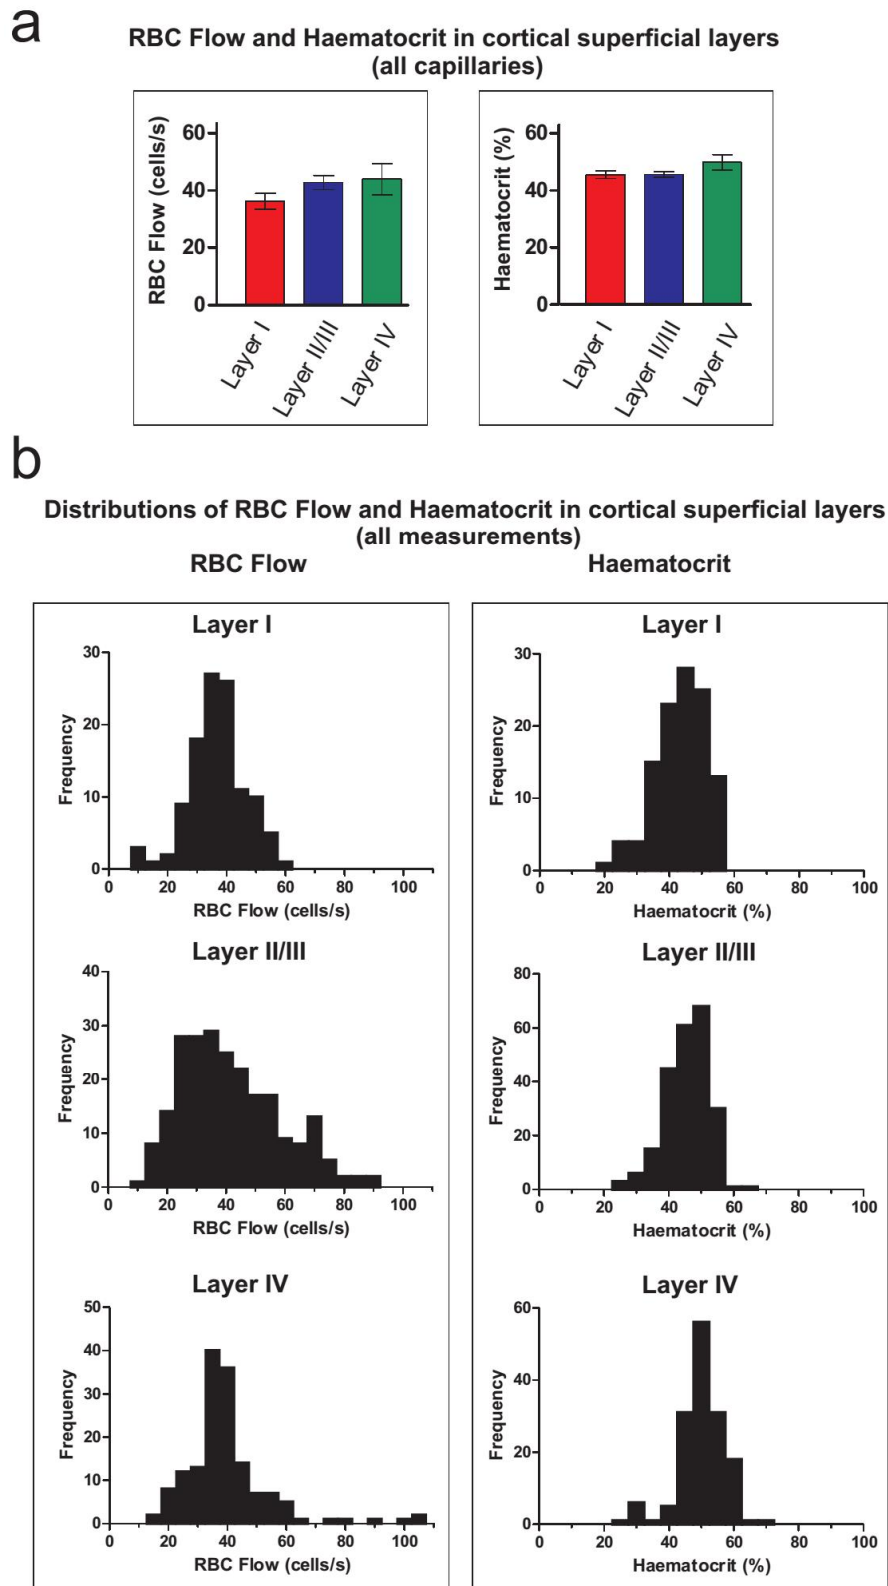 a
RBC Flow and Haematocrit in cortical superficial layers
(all capillaries)
RBC Flow (cells/s)
60
40
20
0
Layer I
Layer II/III
Layer IV
Haematocrit (%)
60
40
20
0
Layer I
Layer II/III
Layer IV
b
Distributions of RBC Flow and Haematocrit in cortical superficial layers
(all measurements)
RBC Flow
Haematocrit
Layer I
Frequency
30
20
10
0
0 20 40 60 80 100
RBC Flow (cells/s)
Layer I
Frequency
30
20
10
0
0 20 40 60 80 100
Haematocrit (%)
Layer II/III
Frequency
40
30
20
10
0
0 20 40 60 80 100
RBC Flow (cells/s)
Layer II/III
Frequency
80
60
40
20
0
0 20 40 60 80 100
Haematocrit (%)
Layer IV
Frequency
50
40
30
20
10
0
0 20 40 60 80 100
RBC Flow (cells/s)
Layer IV
Frequency
60
40
20
0
0 20 40 60 80 100
Haematocrit (%)